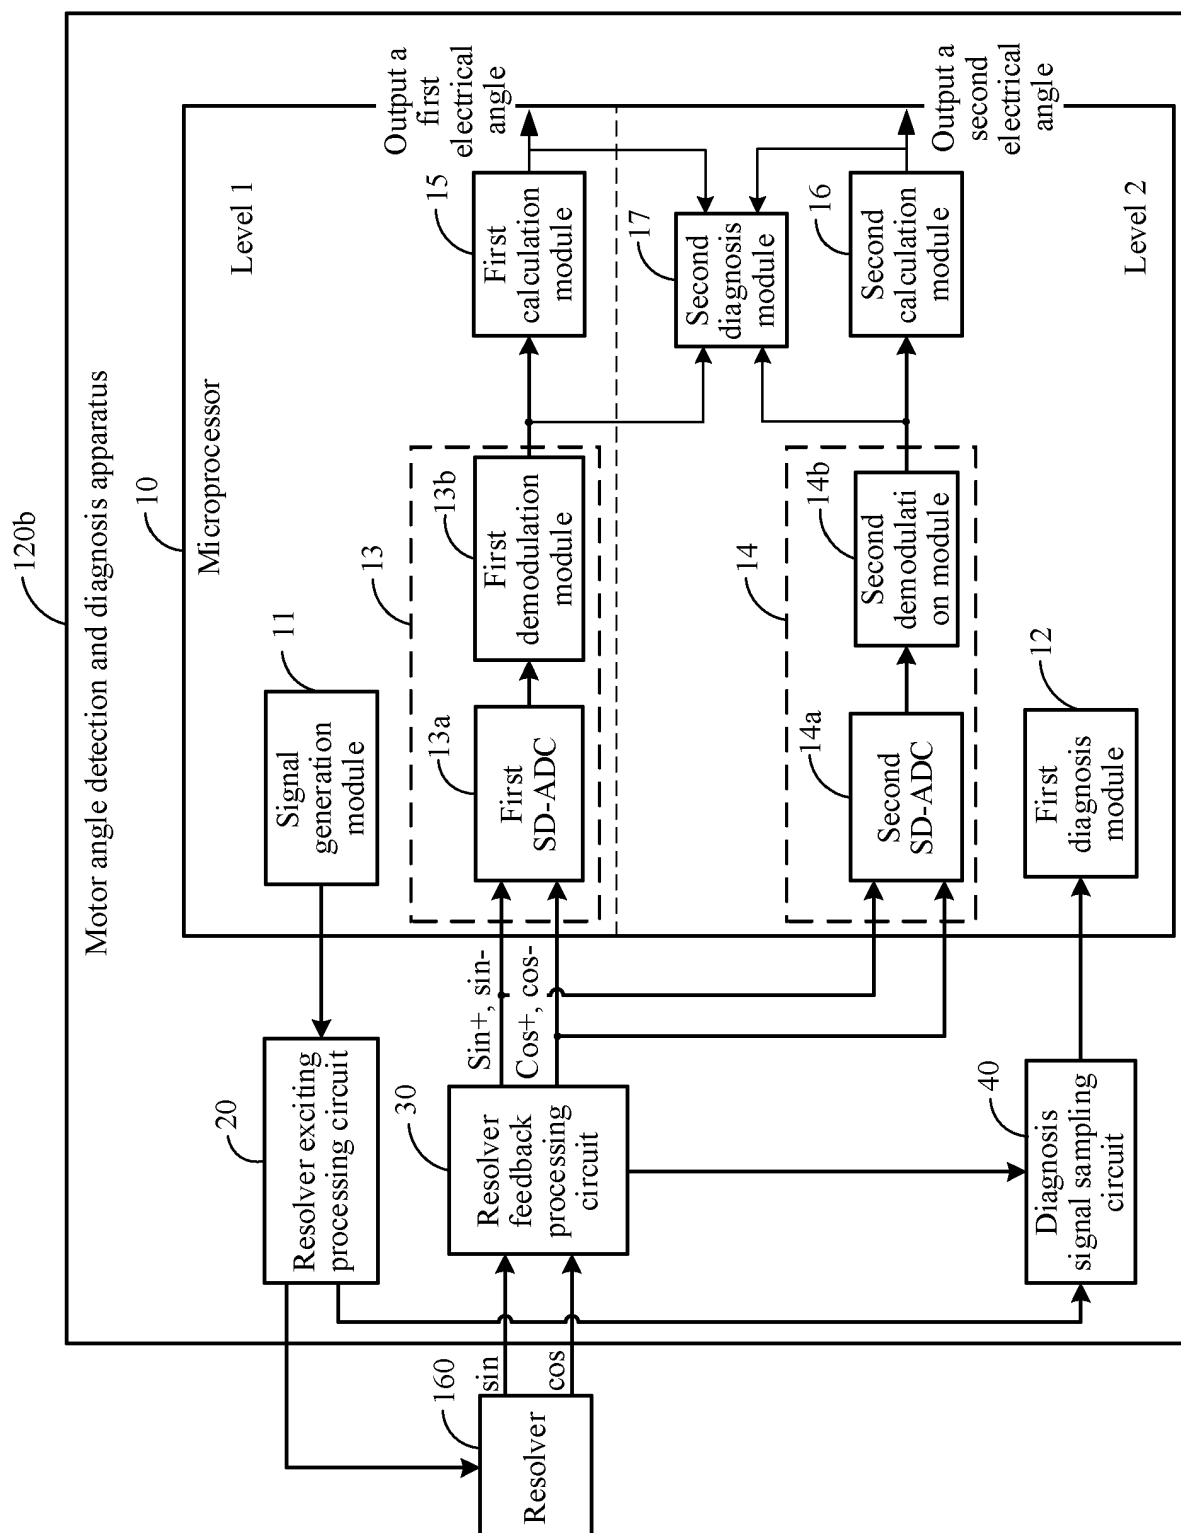 120b
Motor angle detection and diagnosis apparatus
10
Microprocessor
Level 1
11
Signal
generation
module
20
Resolver exciting
processing circuit
160
Resolver
sin
cos
30
Resolver
feedback
processing
circuit
Sin+, sin-
Cos+, cos-
13
13a
First
SD-ADC
13b
First
demodulation
module
15
First
calculation
module
Output a
first
electrical
angle
17
Second
diagnosis
module
14
14a
Second
SD-ADC
14b
Second
demodulati
on module
16
Second
calculation
module
Output a
second
electrical
angle
40
Diagnosis
signal sampling
circuit
12
First
diagnosis
module
Level 2